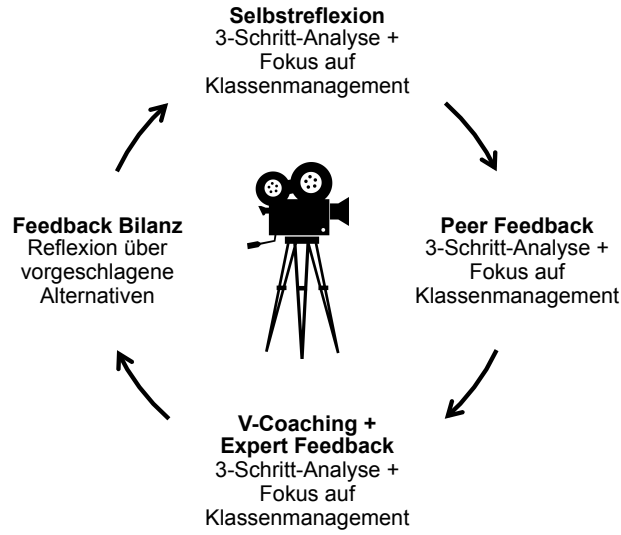 Selbstreflexion
3-Schritt-Analyse +
Fokus auf
Klassenmanagement
Peer Feedback
3-Schritt-Analyse +
Fokus auf
Klassenmanagement
V-Coaching +
Expert Feedback
3-Schritt-Analyse +
Fokus auf
Klassenmanagement
Feedback Bilanz
Reflexion über
vorgeschlagene
Alternativen